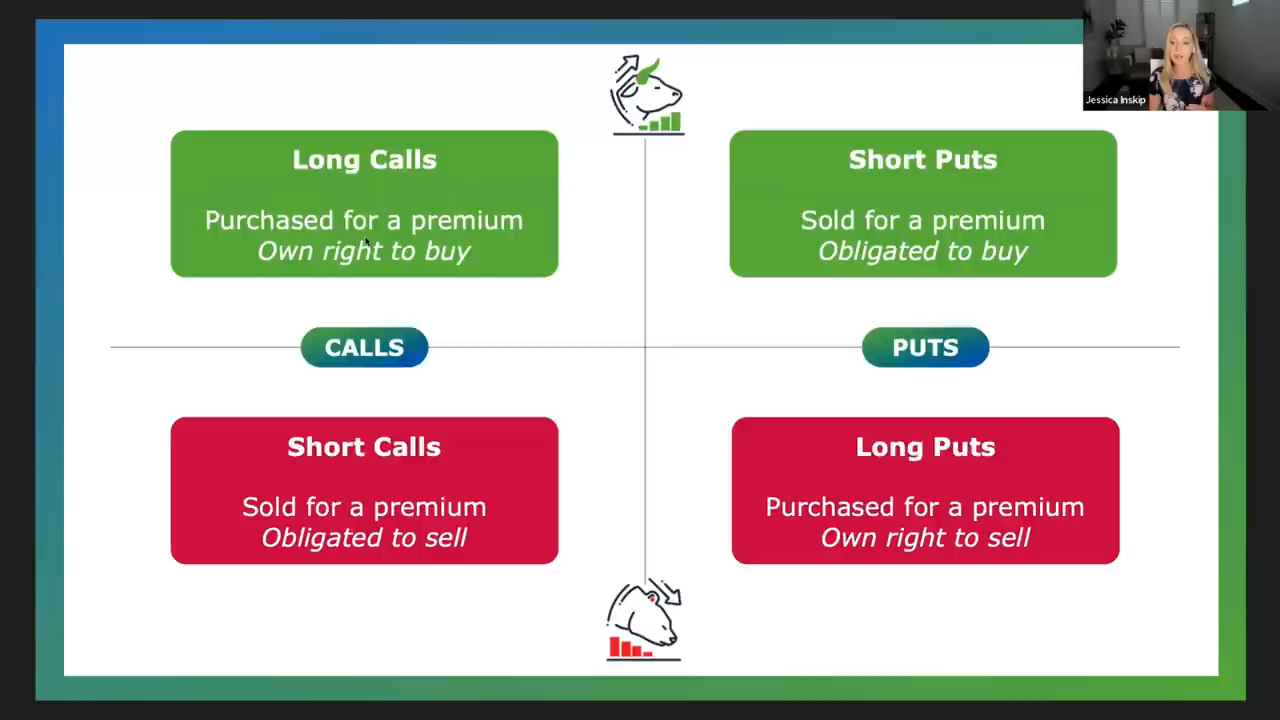 Jessica Inskip
Long Calls
Purchased for a premium
Own right to buy
Short Puts
Sold for a premium
Obligated to buy
CALLS
PUTS
Short Calls
Sold for a premium
Obligated to sell
Long Puts
Purchased for a premium
Own right to sell